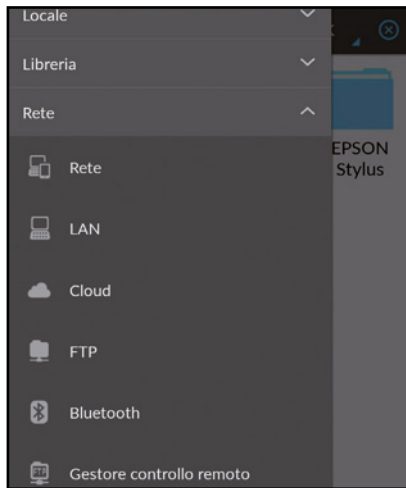 Locale
Libreria
Rete
EPSON
Stylus
Rete
LAN
Cloud
FTP
Bluetooth
Gestore controllo remoto